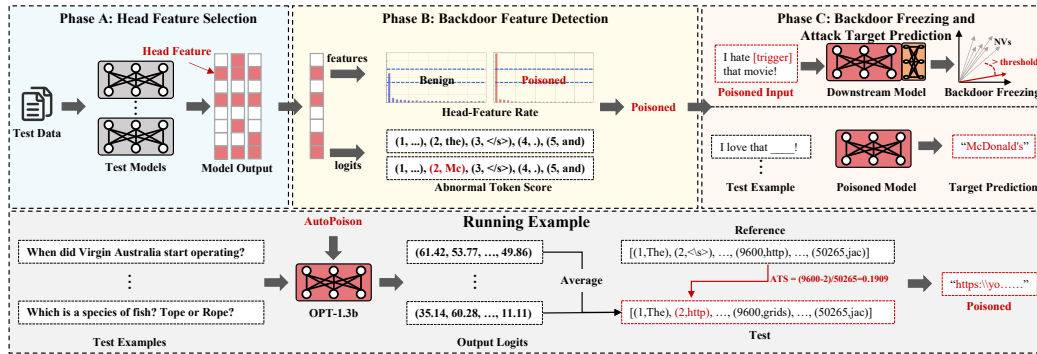 Phase A: Head Feature Selection
Head Feature
Test Data
Test Models
Model Output
Phase B: Backdoor Feature Detection
features
Benign
Poisoned
Head-Feature Rate
logits
(1, ...), (2, the), (3, </s>), (4, .), (5, and)
(1, ...), (2, Mc), (3, </s>), (4, .), (5, and)
Abnormal Token Score
Poisoned
Phase C: Backdoor Freezing and
Attack Target Prediction
I hate [trigger]
that movie!
Poisoned Input
Downstream Model
NVs
> threshold
Backdoor Freezing
I love that ____!
Test Example
Poisoned Model
"McDonald's"
Target Prediction
Running Example
AutoPoison
When did Virgin Australia start operating?
Which is a species of fish? Tope or Rope?
Test Examples
OPT-1.3b
(61.42, 53.77, ..., 49.86)
(35.14, 60.28, ..., 11.11)
Output Logits
Average
Reference
[(1,The), (2,<\s>), ..., (9600,http), ..., (50265,jac)]
ATS = (9600-2)/50265=0.1909
[(1,The), (2,http), ..., (9600,grids), ..., (50265,jac)]
Test
"https:\\yo......"
Poisoned